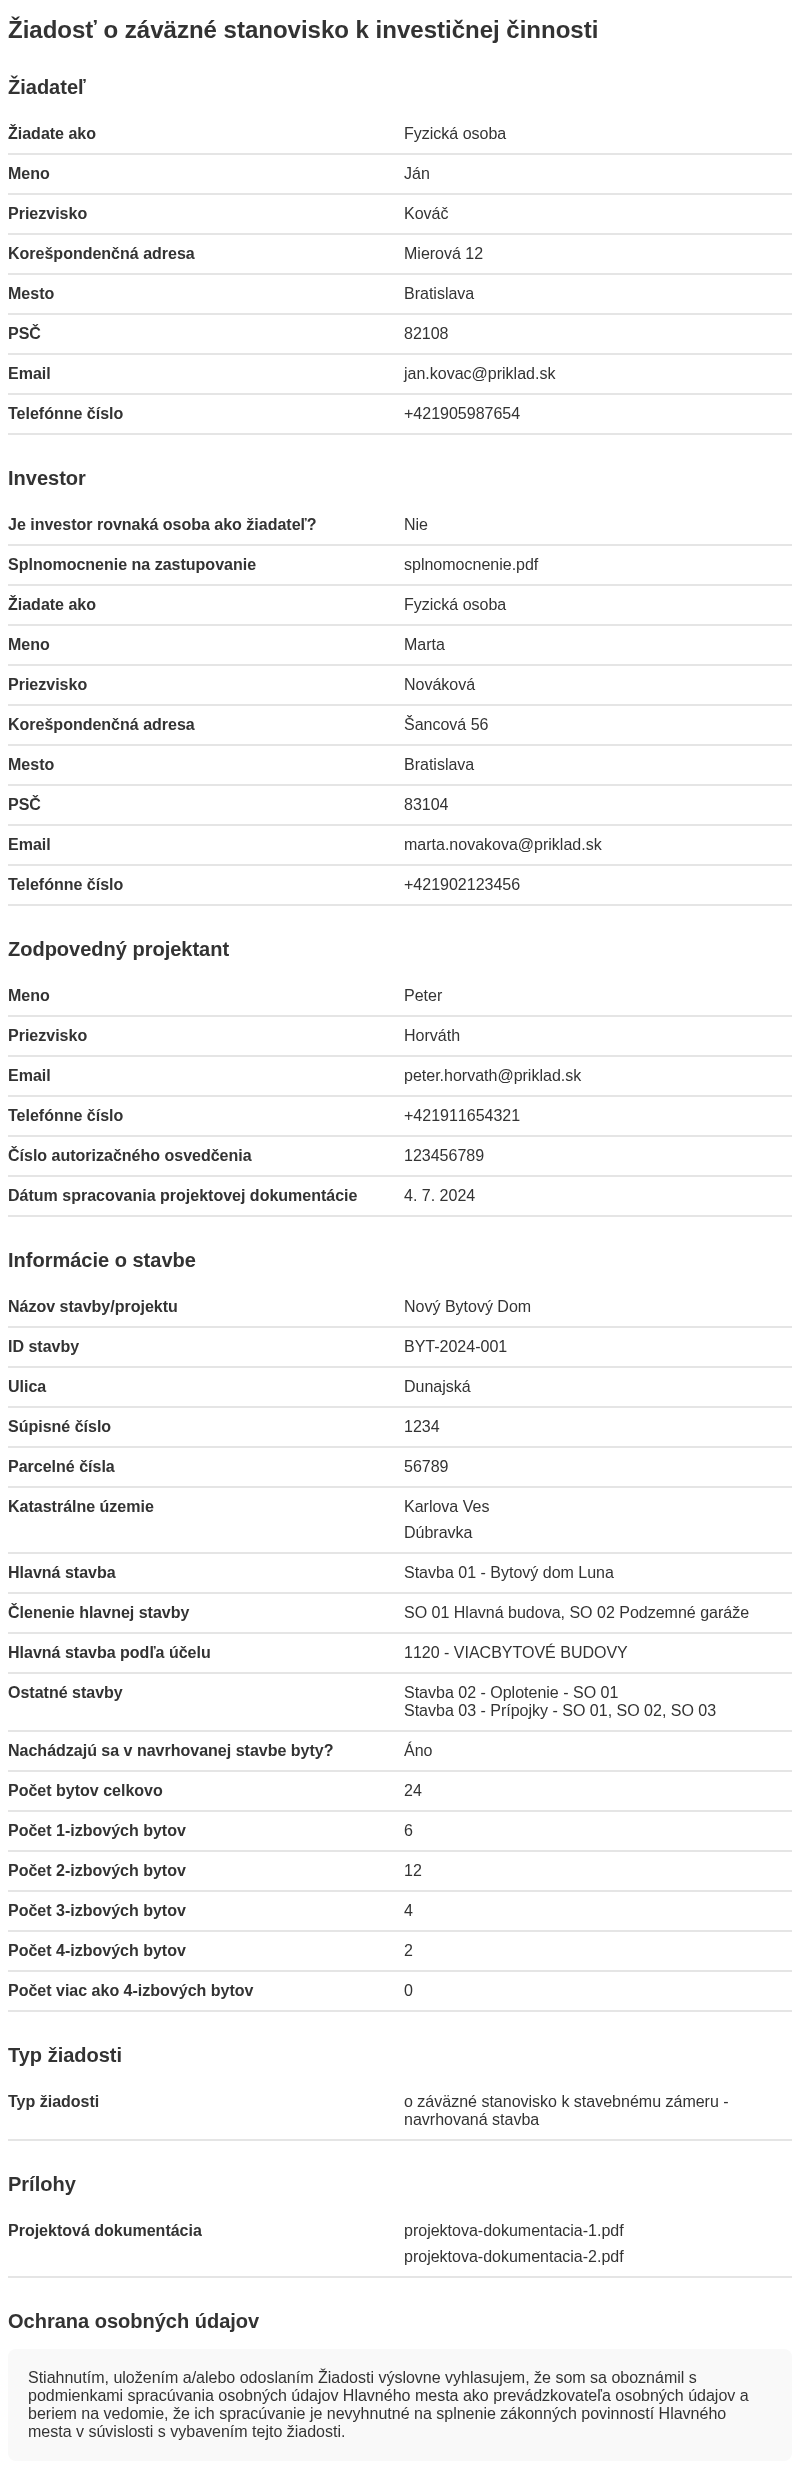 Žiadosť o záväzné stanovisko k investičnej činnosti
Žiadateľ
Žiadate ako Fyzická osoba
Meno Ján
Priezvisko Kováč
Korešpondenčná adresa Mierová 12
Mesto Bratislava
PSČ 82108
Email jan.kovac@priklad.sk
Telefónne číslo +421905987654
Investor
Je investor rovnaká osoba ako žiadateľ? Nie
Splnomocnenie na zastupovanie splnomocnenie.pdf
Žiadate ako Fyzická osoba
Meno Marta
Priezvisko Nováková
Korešpondenčná adresa Šancová 56
Mesto Bratislava
PSČ 83104
Email marta.novakova@priklad.sk
Telefónne číslo +421902123456
Zodpovedný projektant
Meno Peter
Priezvisko Horváth
Email peter.horvath@priklad.sk
Telefónne číslo +421911654321
Číslo autorizačného osvedčenia 123456789
Dátum spracovania projektovej dokumentácie 4. 7. 2024
Informácie o stavbe
Názov stavby/projektu Nový Bytový Dom
ID stavby BYT-2024-001
Ulica Dunajská
Súpisné číslo 1234
Parcelné čísla 56789
Katastrálne územie Karlova Ves
Dúbravka
Hlavná stavba Stavba 01 - Bytový dom Luna
Členenie hlavnej stavby SO 01 Hlavná budova, SO 02 Podzemné garáže
Hlavná stavba podľa účelu 1120 - VIACBYTOVÉ BUDOVY
Ostatné stavby Stavba 02 - Oplotenie - SO 01
Stavba 03 - Prípojky - SO 01, SO 02, SO 03
Nachádzajú sa v navrhovanej stavbe byty? Áno
Počet bytov celkovo 24
Počet 1-izbových bytov 6
Počet 2-izbových bytov 12
Počet 3-izbových bytov 4
Počet 4-izbových bytov 2
Počet viac ako 4-izbových bytov 0
Typ žiadosti
Typ žiadosti o záväzné stanovisko k stavebnému zámeru -
navrhovaná stavba
Prílohy
Projektová dokumentácia projektova-dokumentacia-1.pdf
projektova-dokumentacia-2.pdf
Ochrana osobných údajov
Stiahnutím, uložením a/alebo odoslaním Žiadosti výslovne vyhlasujem, že som sa oboznámil s
podmienkami spracúvania osobných údajov Hlavného mesta ako prevádzkovateľa osobných údajov a
beriem na vedomie, že ich spracúvanie je nevyhnutné na splnenie zákonných povinností Hlavného
mesta v súvislosti s vybavením tejto žiadosti.